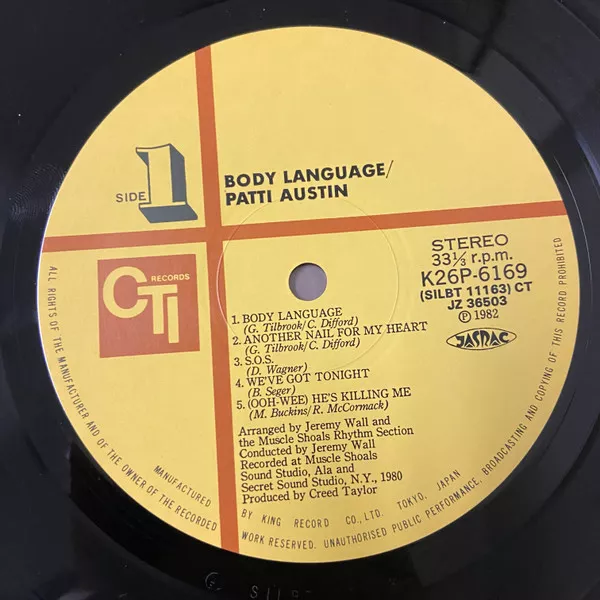 SIDE 1
BODY LANGUAGE/
PATTI AUSTIN
CTI RECORDS
STEREO
33⅓ r.p.m.
K26P-6169
(SILBT 11163) CT
JZ 36503
Ⓟ 1982
JASRAC
1. BODY LANGUAGE
(G. Tilbrook/C. Difford)
2. ANOTHER NAIL FOR MY HEART
(G. Tilbrook/C. Difford)
3. S.O.S.
(D. Wagner)
4. WE'VE GOT TONIGHT
(B. Seger)
5. (OOH-WEE) HE'S KILLING ME
(M. Buckins/R. McCormack)
Arranged by Jeremy Wall and
the Muscle Shoals Rhythm Section
Conducted by Jeremy Wall
Recorded at Muscle Shoals
Sound Studio, Ala and
Secret Sound Studio, N.Y., 1980
Produced by Creed Taylor
MANUFACTURED BY KING RECORD CO., LTD. TOKYO, JAPAN
ALL RIGHTS OF THE MANUFACTURER AND OF THE OWNER OF THE RECORDED WORK RESERVED. UNAUTHORISED PUBLIC PERFORMANCE, BROADCASTING AND COPYING OF THIS RECORD PROHIBITED